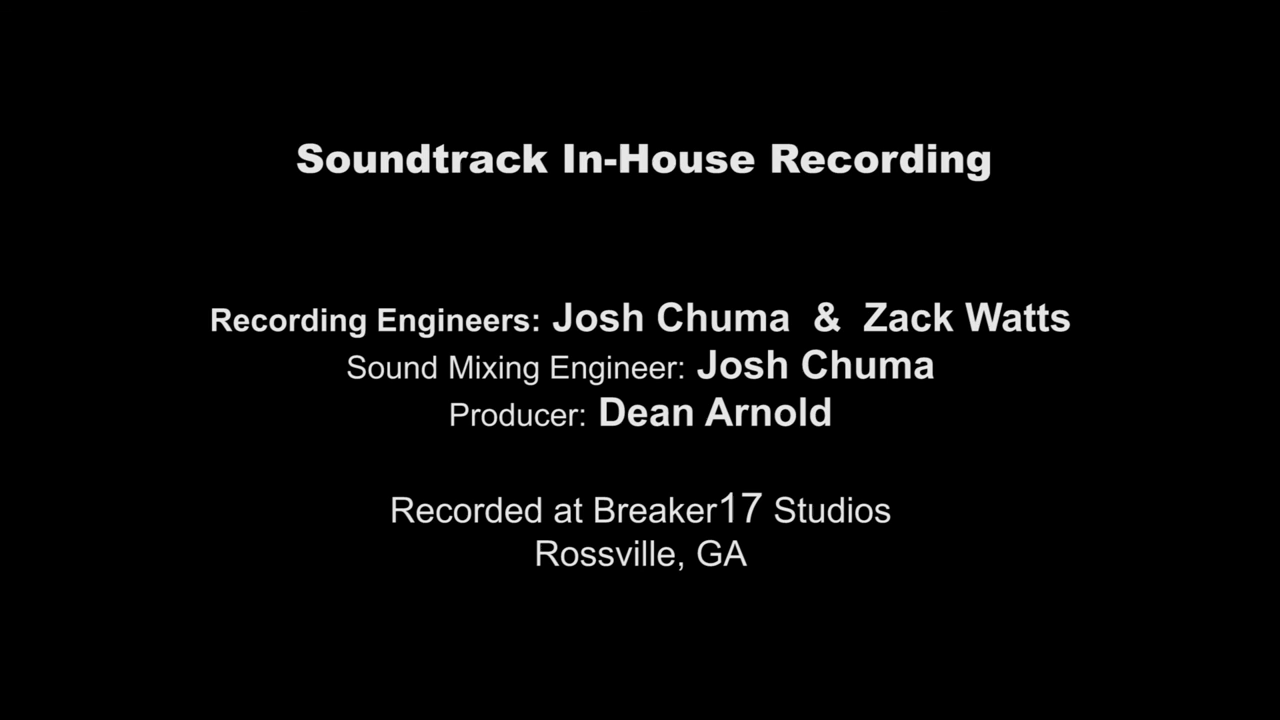 Soundtrack In-House Recording
Recording Engineers: Josh Chuma & Zack Watts
Sound Mixing Engineer: Josh Chuma
Producer: Dean Arnold
Recorded at Breaker17 Studios
Rossville, GA